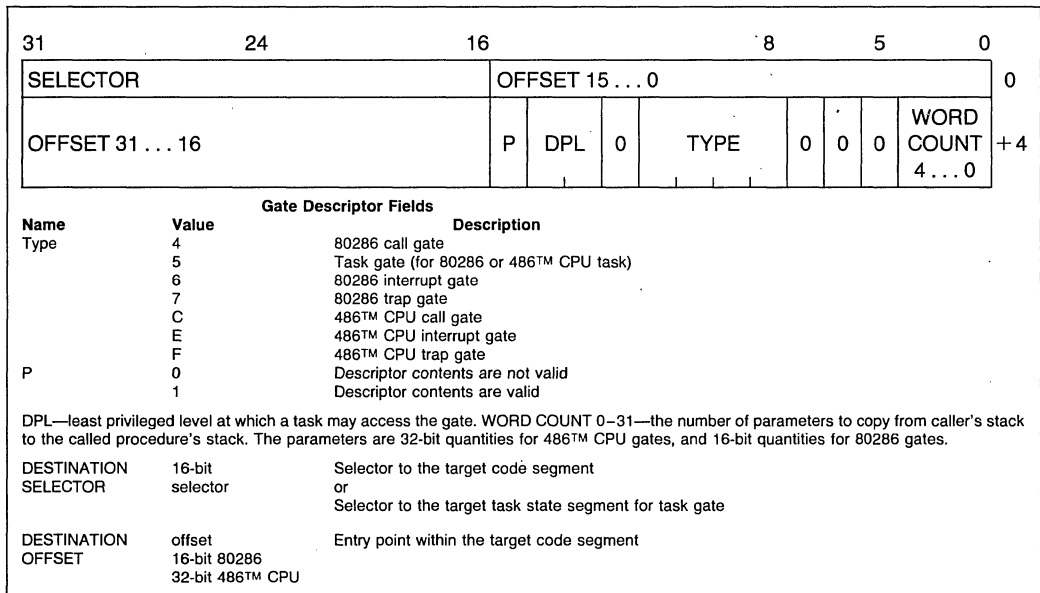 31 24 16 8 5 0
SELECTOR OFFSET 15 . . . 0 0
OFFSET 31 . . . 16 P DPL 0 TYPE 0 0 0 WORD COUNT 4 . . . 0 +4
Gate Descriptor Fields
Name Value Description
Type 4 80286 call gate
5 Task gate (for 80286 or 486™ CPU task)
6 80286 interrupt gate
7 80286 trap gate
C 486™ CPU call gate
E 486™ CPU interrupt gate
F 486™ CPU trap gate
P 0 Descriptor contents are not valid
1 Descriptor contents are valid
DPL—least privileged level at which a task may access the gate. WORD COUNT 0–31—the number of parameters to copy from caller's stack
to the called procedure's stack. The parameters are 32-bit quantities for 486™ CPU gates, and 16-bit quantities for 80286 gates.
DESTINATION 16-bit Selector to the target code segment
SELECTOR selector or
Selector to the target task state segment for task gate
DESTINATION offset Entry point within the target code segment
OFFSET 16-bit 80286
32-bit 486™ CPU